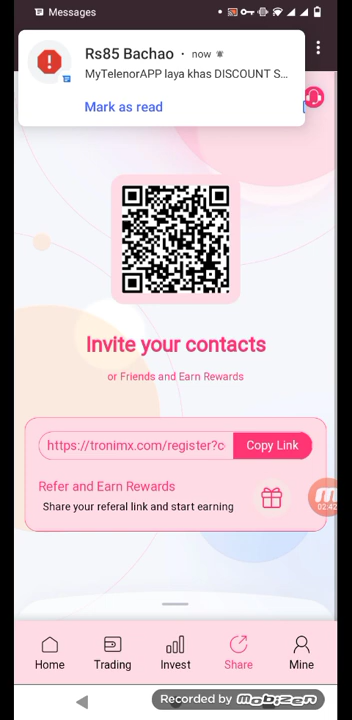 Messages
Rs85 Bachao · now
MyTelenorAPP laya khas DISCOUNT S...
Mark as read
Invite your contacts
or Friends and Earn Rewards
https://tronimx.com/register?c
Copy Link
Refer and Earn Rewards
Share your referal link and start earning
02:42
Home
Trading
Invest
Share
Mine
Recorded by mobizen